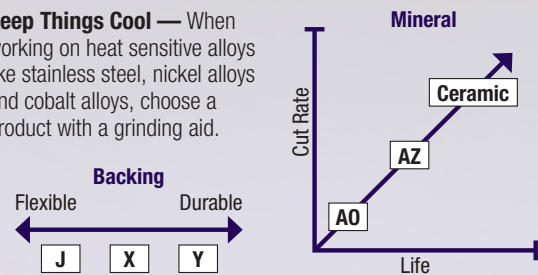 eep Things Cool — When
orking on heat sensitive alloys
ke stainless steel, nickel alloys
nd cobalt alloys, choose a
roduct with a grinding aid.
Backing
Flexible Durable
J X Y
Mineral
Cut Rate
Ceramic
AZ
AO
Life